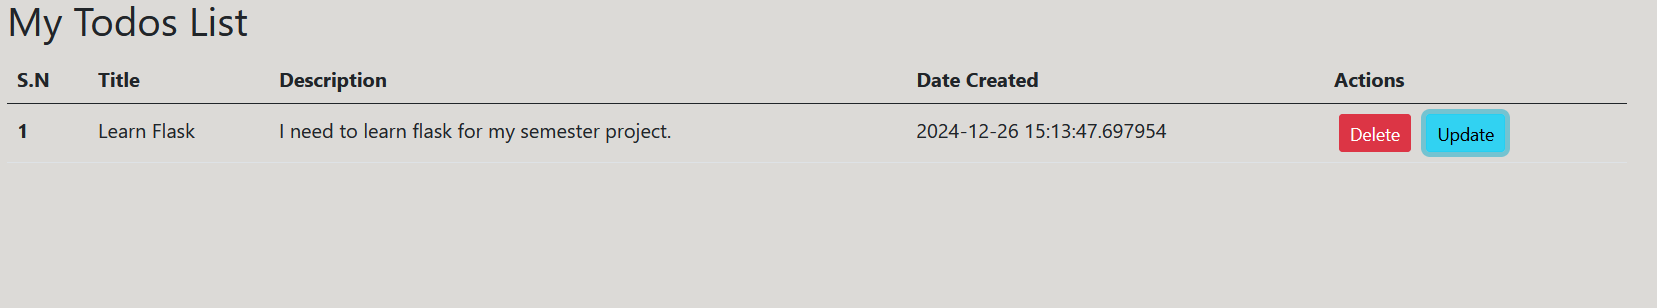 My Todos List
S.N Title Description Date Created Actions
1 Learn Flask I need to learn flask for my semester project. 2024-12-26 15:13:47.697954 Delete Update